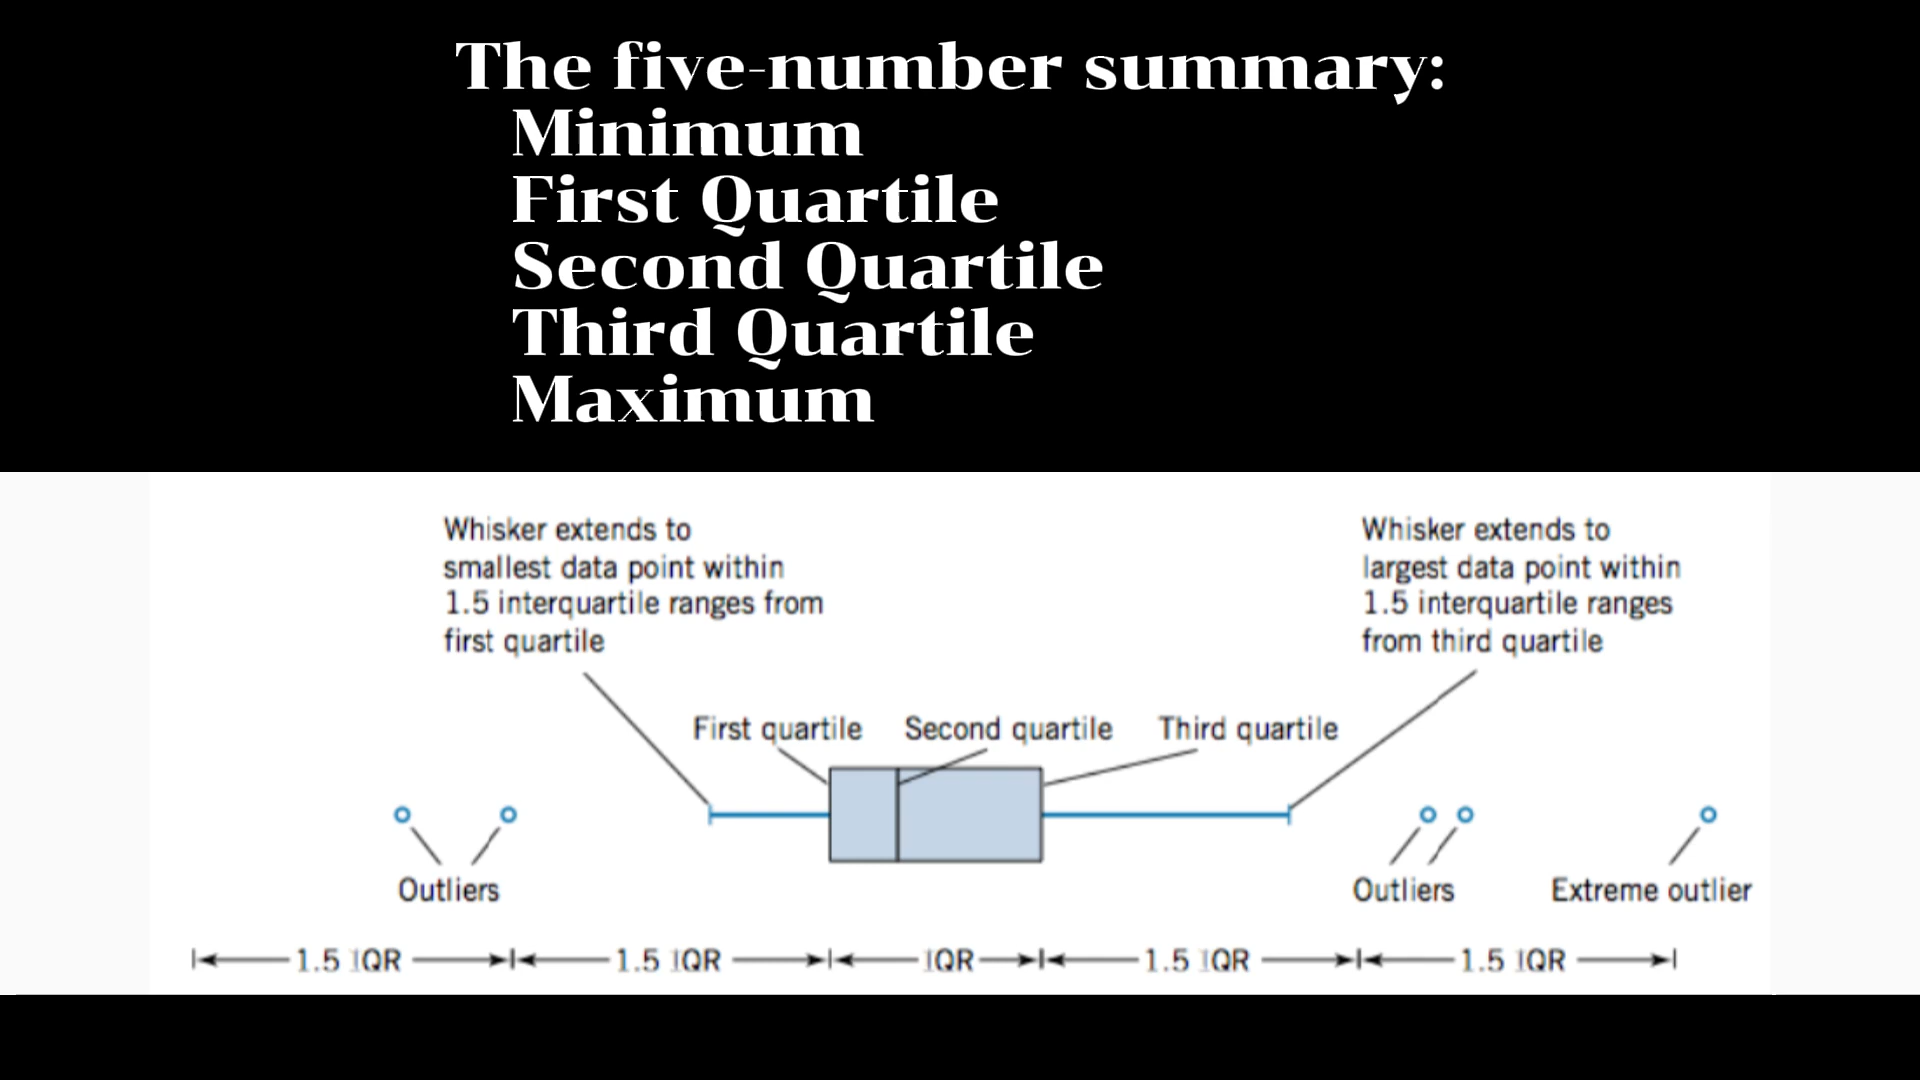 The five-number summary:
Minimum
First Quartile
Second Quartile
Third Quartile
Maximum
Whisker extends to
smallest data point within
1.5 interquartile ranges from
first quartile
Whisker extends to
largest data point within
1.5 interquartile ranges
from third quartile
First quartile
Second quartile
Third quartile
Outliers
Outliers
Extreme outlier
1.5 IQR
1.5 IQR
IQR
1.5 IQR
1.5 IQR